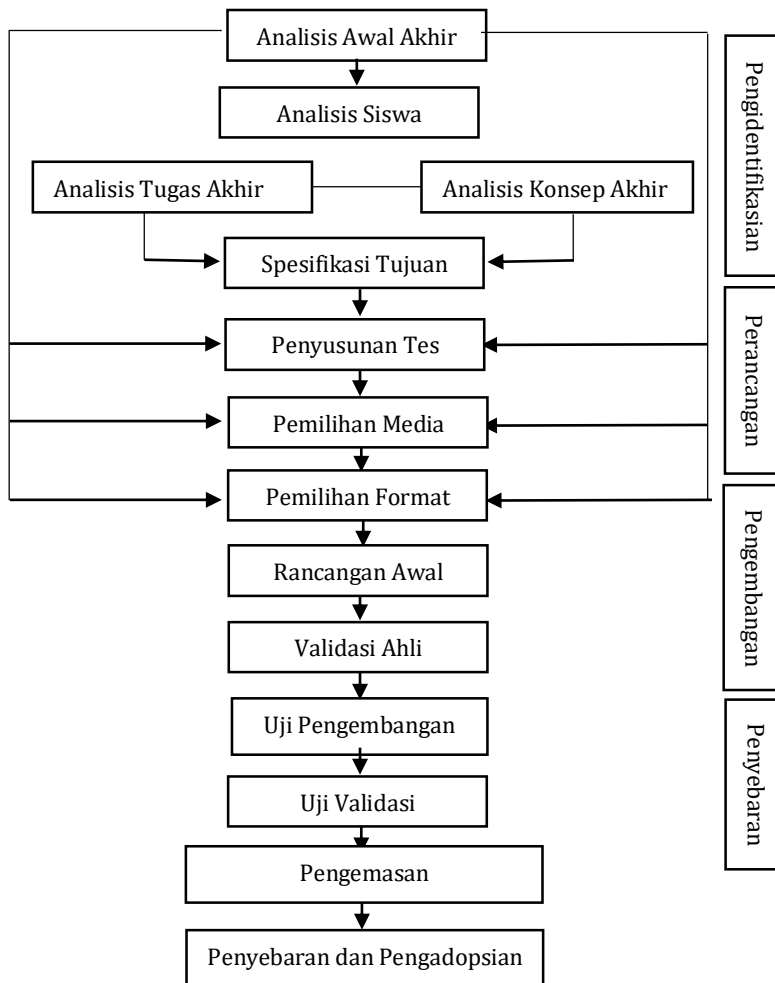 Analisis Awal Akhir
Analisis Siswa
Analisis Tugas Akhir
Analisis Konsep Akhir
Spesifikasi Tujuan
Penyusunan Tes
Pemilihan Media
Pemilihan Format
Rancangan Awal
Validasi Ahli
Uji Pengembangan
Uji Validasi
Pengemasan
Penyebaran dan Pengadopsian
Pengidentifikasian
Perancangan
Pengembangan
Penyebaran